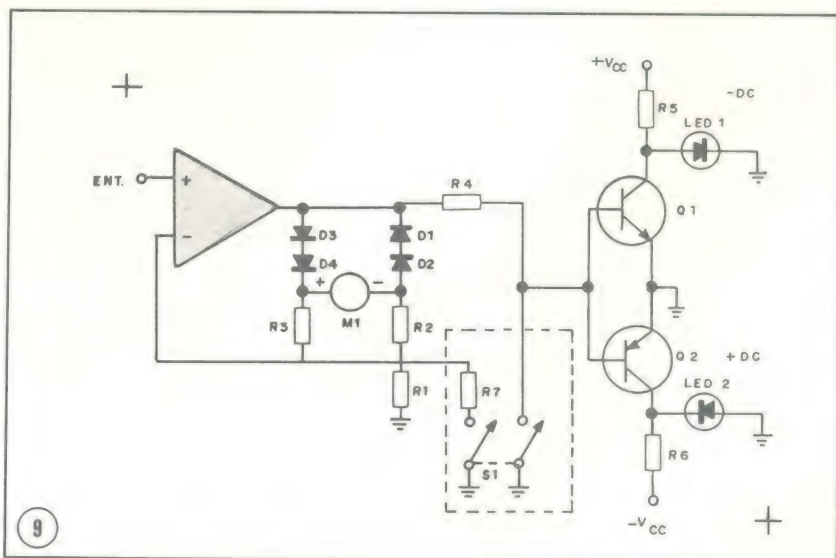 +VCC
-DC
R5
LED 1
ENT.
+
-
R4
D3
D1
Q1
D4
D2
+
-
M1
R3
R2
Q2
+DC
LED 2
R1
R7
R6
S1
-VCC
9